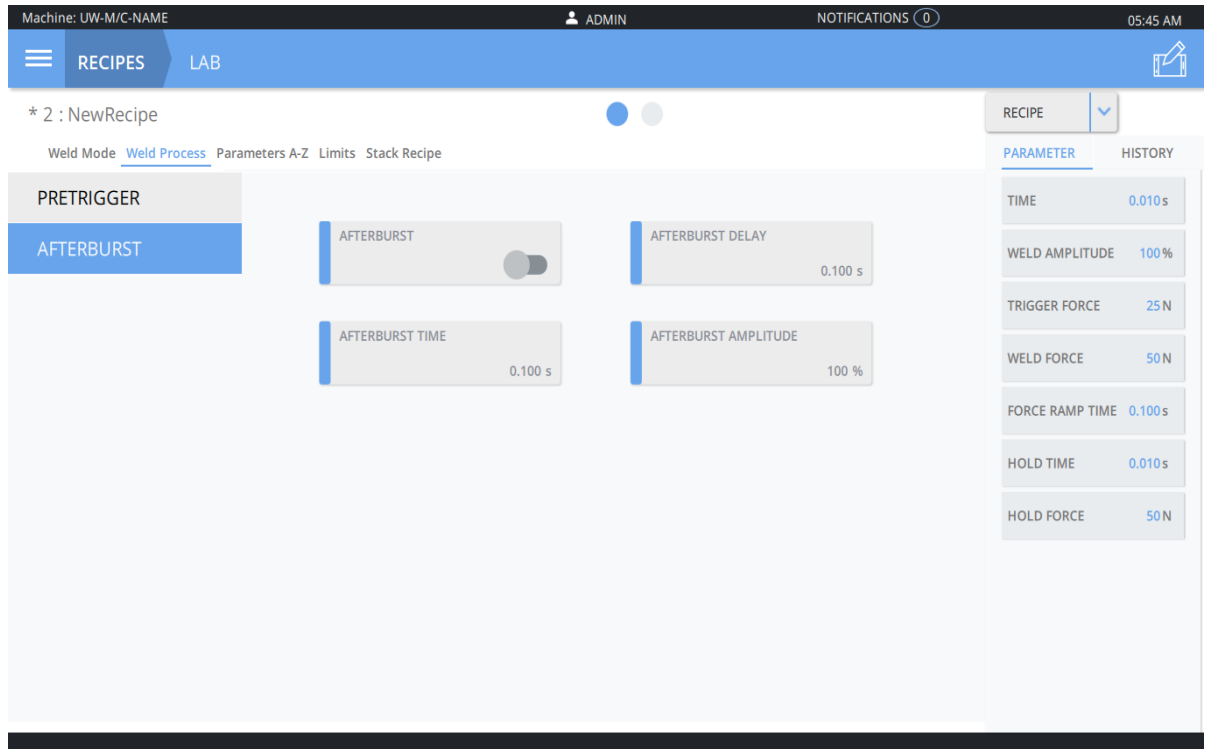 Machine: UW-M/C-NAME ADMIN NOTIFICATIONS 0 05:45 AM
RECIPES LAB
* 2 : NewRecipe
RECIPE
Weld Mode Weld Process Parameters A-Z Limits Stack Recipe
PARAMETER HISTORY
PRETRIGGER
AFTERBURST
AFTERBURST
AFTERBURST DELAY
0.100 s
AFTERBURST TIME
0.100 s
AFTERBURST AMPLITUDE
100 %
TIME 0.010 s
WELD AMPLITUDE 100 %
TRIGGER FORCE 25 N
WELD FORCE 50 N
FORCE RAMP TIME 0.100 s
HOLD TIME 0.010 s
HOLD FORCE 50 N